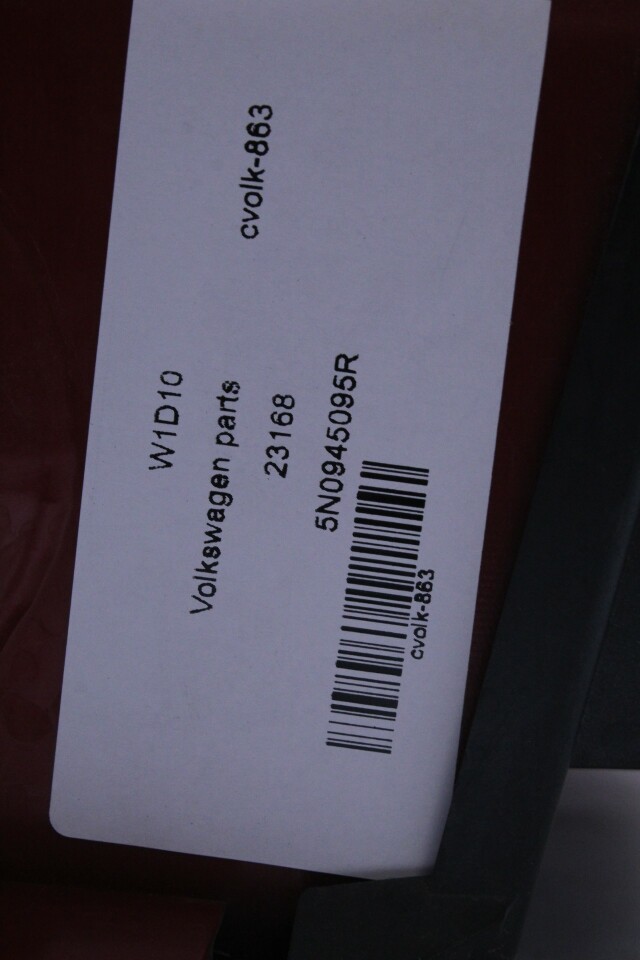 W1D10
Volkswagen parts
cvolk-863
23168
5N0945095R
cvolk-863